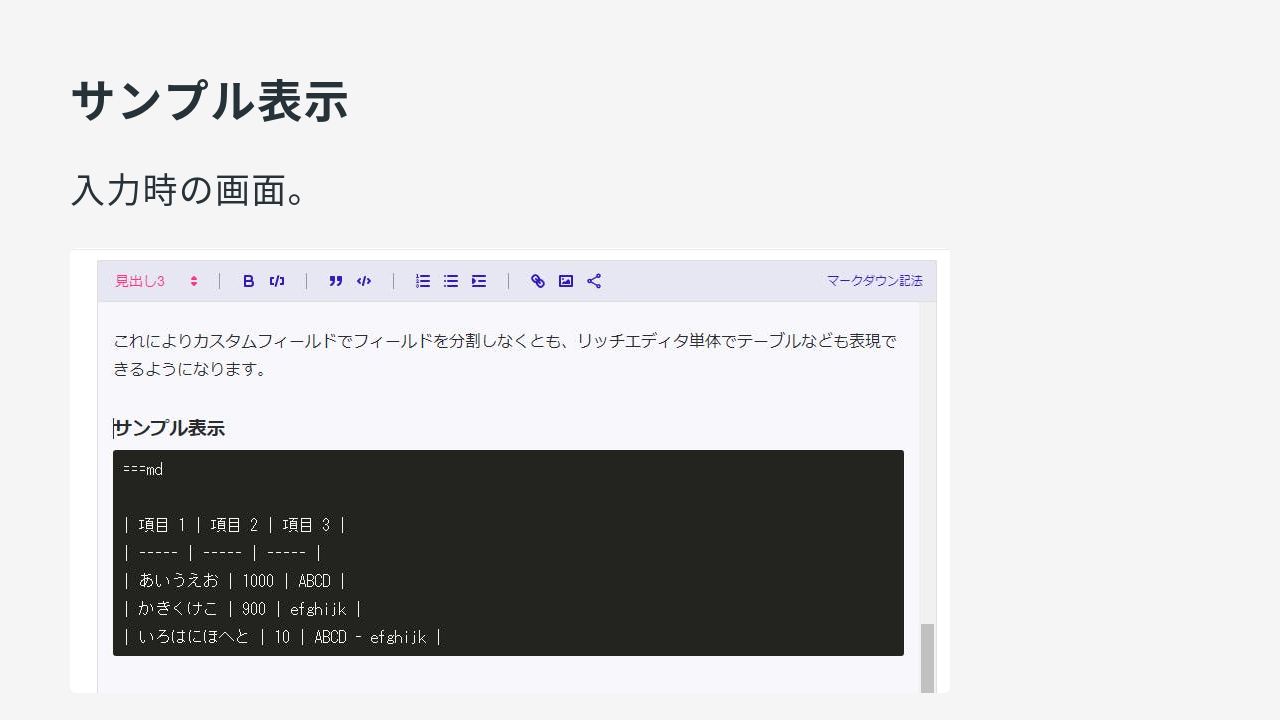 サンプル表示
入力時の画面。
見出し3
マークダウン記法
これによりカスタムフィールドでフィールドを分割しなくとも、リッチエディタ単体でテーブルなども表現で
きるようになります。
サンプル表示
===md
| 項目 1 | 項目 2 | 項目 3 |
| ----- | ----- | ----- |
| あいうえお | 1000 | ABCD |
| かきくけこ | 900 | efghijk |
| いろはにほへと | 10 | ABCD - efghijk |